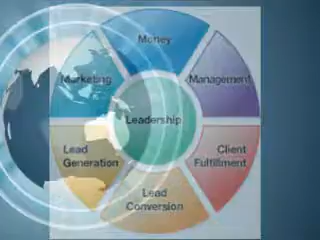 Money
Marketing
Management
Leadership
Lead
Generation
Client
Fulfillment
Lead
Conversion